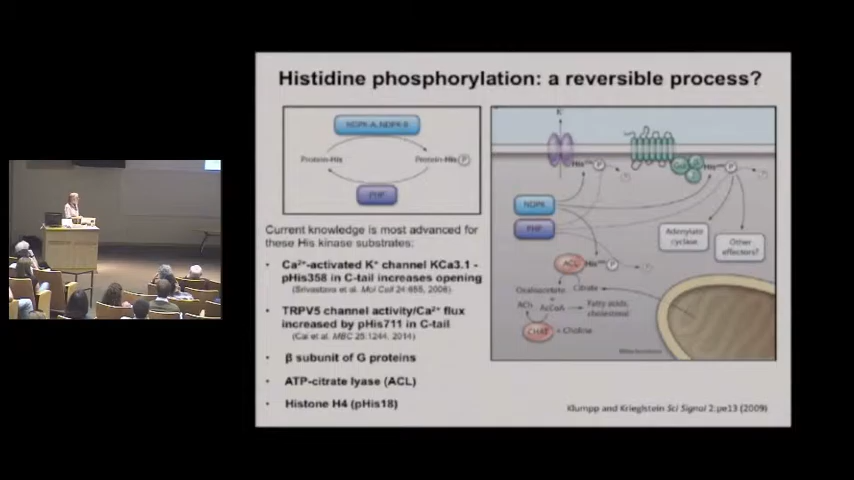 Histidine phosphorylation: a reversible process?
NDPK-A, NDPK-B
Protein-His
Protein-His P
PHP
Current knowledge is most advanced for
these His kinase substrates:
• Ca²⁺-activated K⁺ channel KCa3.1 -
pHis358 in C-tail increases opening
(Srivastava et al. Mol Cell 24:655, 2006)
• TRPV5 channel activity/Ca²⁺ flux
increased by pHis711 in C-tail
(Cai et al. MBC 25:1244, 2014)
• β subunit of G proteins
• ATP-citrate lyase (ACL)
• Histone H4 (pHis18)
K⁺
P
P
NDPK
PHP
Adenylate
cyclase
Other
effectors?
ACL
P
Oxaloacetate
Citrate
+
ACh
AcCoA
Fatty acids,
cholesterol
CHAT
+ Choline
Mitochondrion
Klumpp and Krieglstein Sci Signal 2:pe13 (2009)